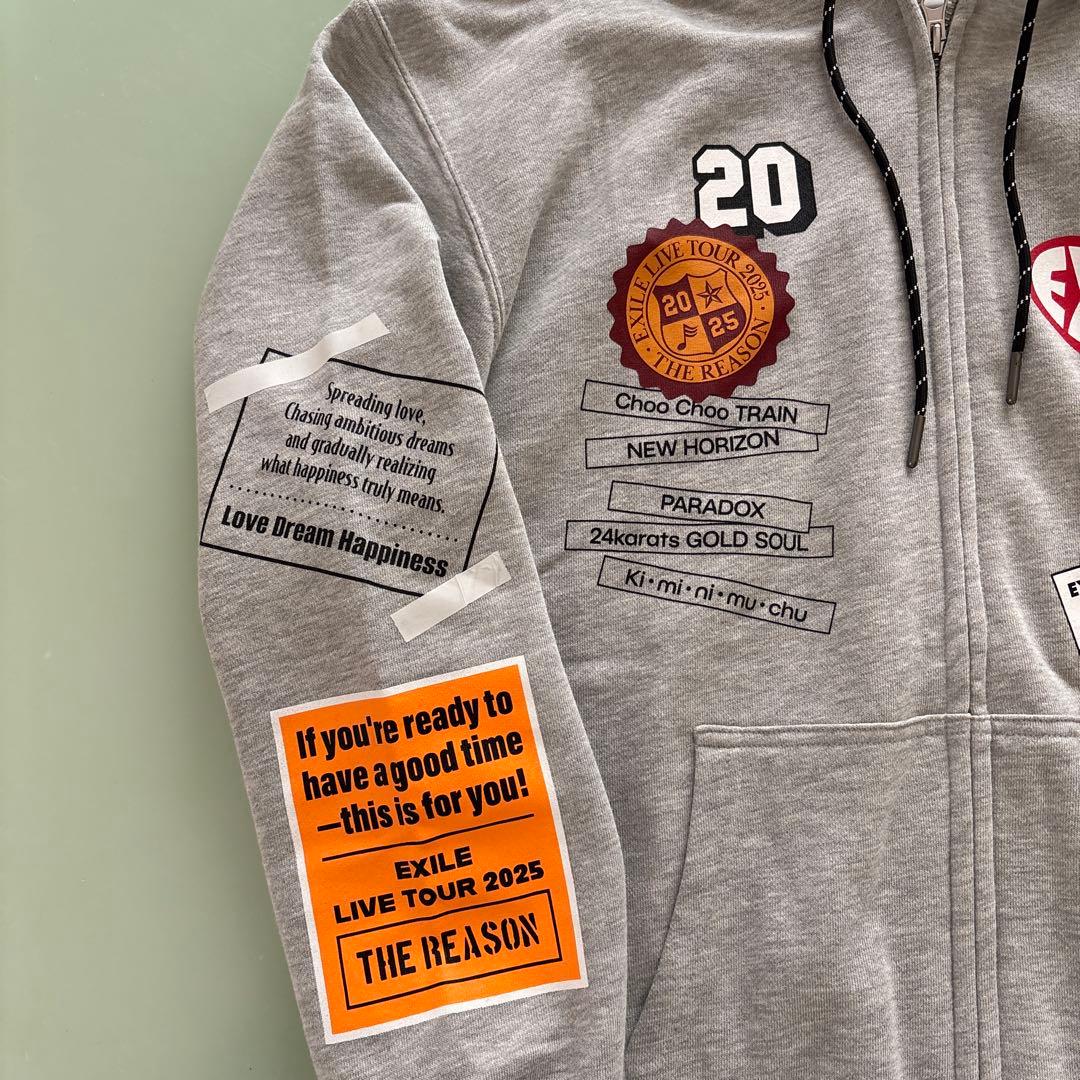 20
EXILE LIVE TOUR 2025
20
25
THE REASON
Choo Choo TRAIN
NEW HORIZON
PARADOX
24karats GOLD SOUL
Ki•mi•ni•mu•chu
Spreading love,
Chasing ambitious dreams
and gradually realizing
what happiness truly means.
Love Dream Happiness
If you're ready to
have a good time
—this is for you!
EXILE
LIVE TOUR 2025
THE REASON